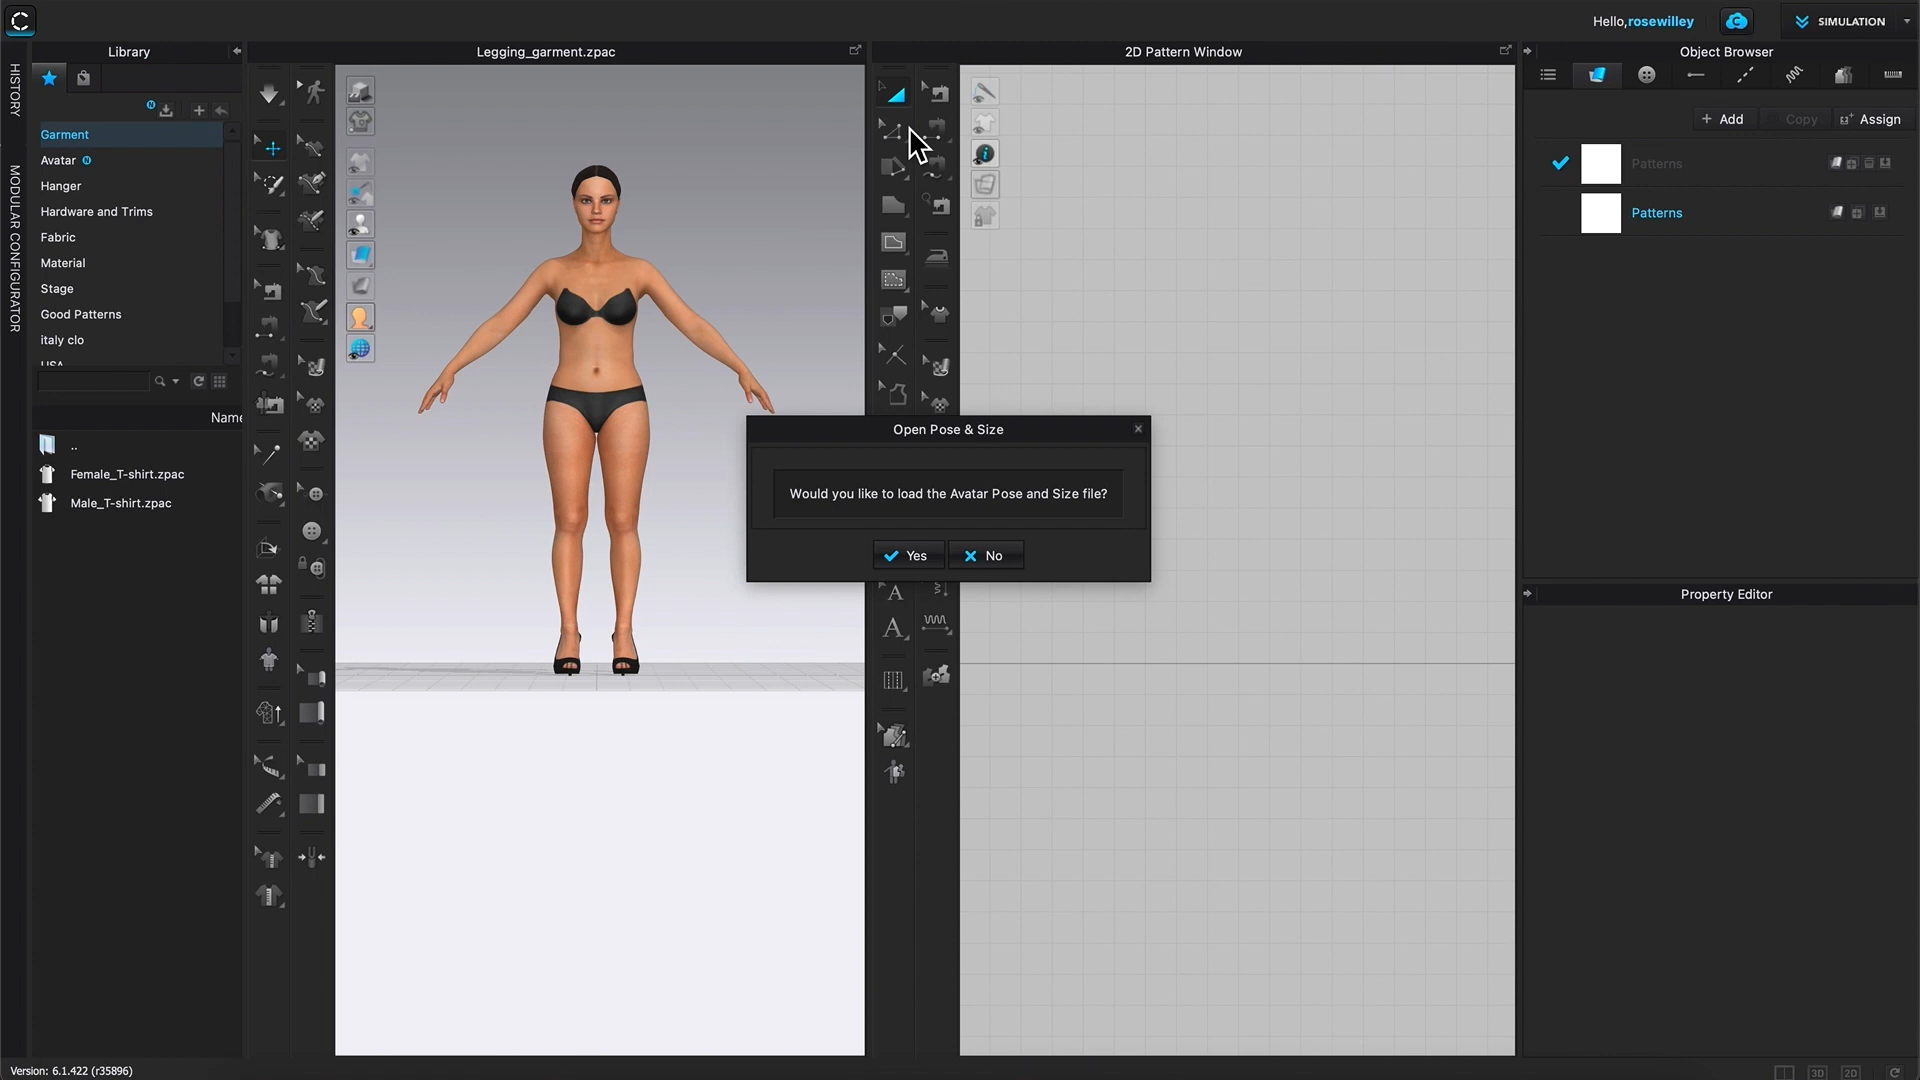 Hello,rosewilley
SIMULATION
Library
Legging_garment.zpac
2D Pattern Window
Object Browser
HISTORY
MODULAR CONFIGURATOR
Garment
Avatar N
Hanger
Hardware and Trims
Fabric
Material
Stage
Good Patterns
italy clo
USA
Name
..
Female_T-shirt.zpac
Male_T-shirt.zpac
+ Add
Copy
Assign
Patterns
Patterns
Open Pose & Size
Would you like to load the Avatar Pose and Size file?
Yes
No
Property Editor
Version: 6.1.422 (r35896)
3D
2D